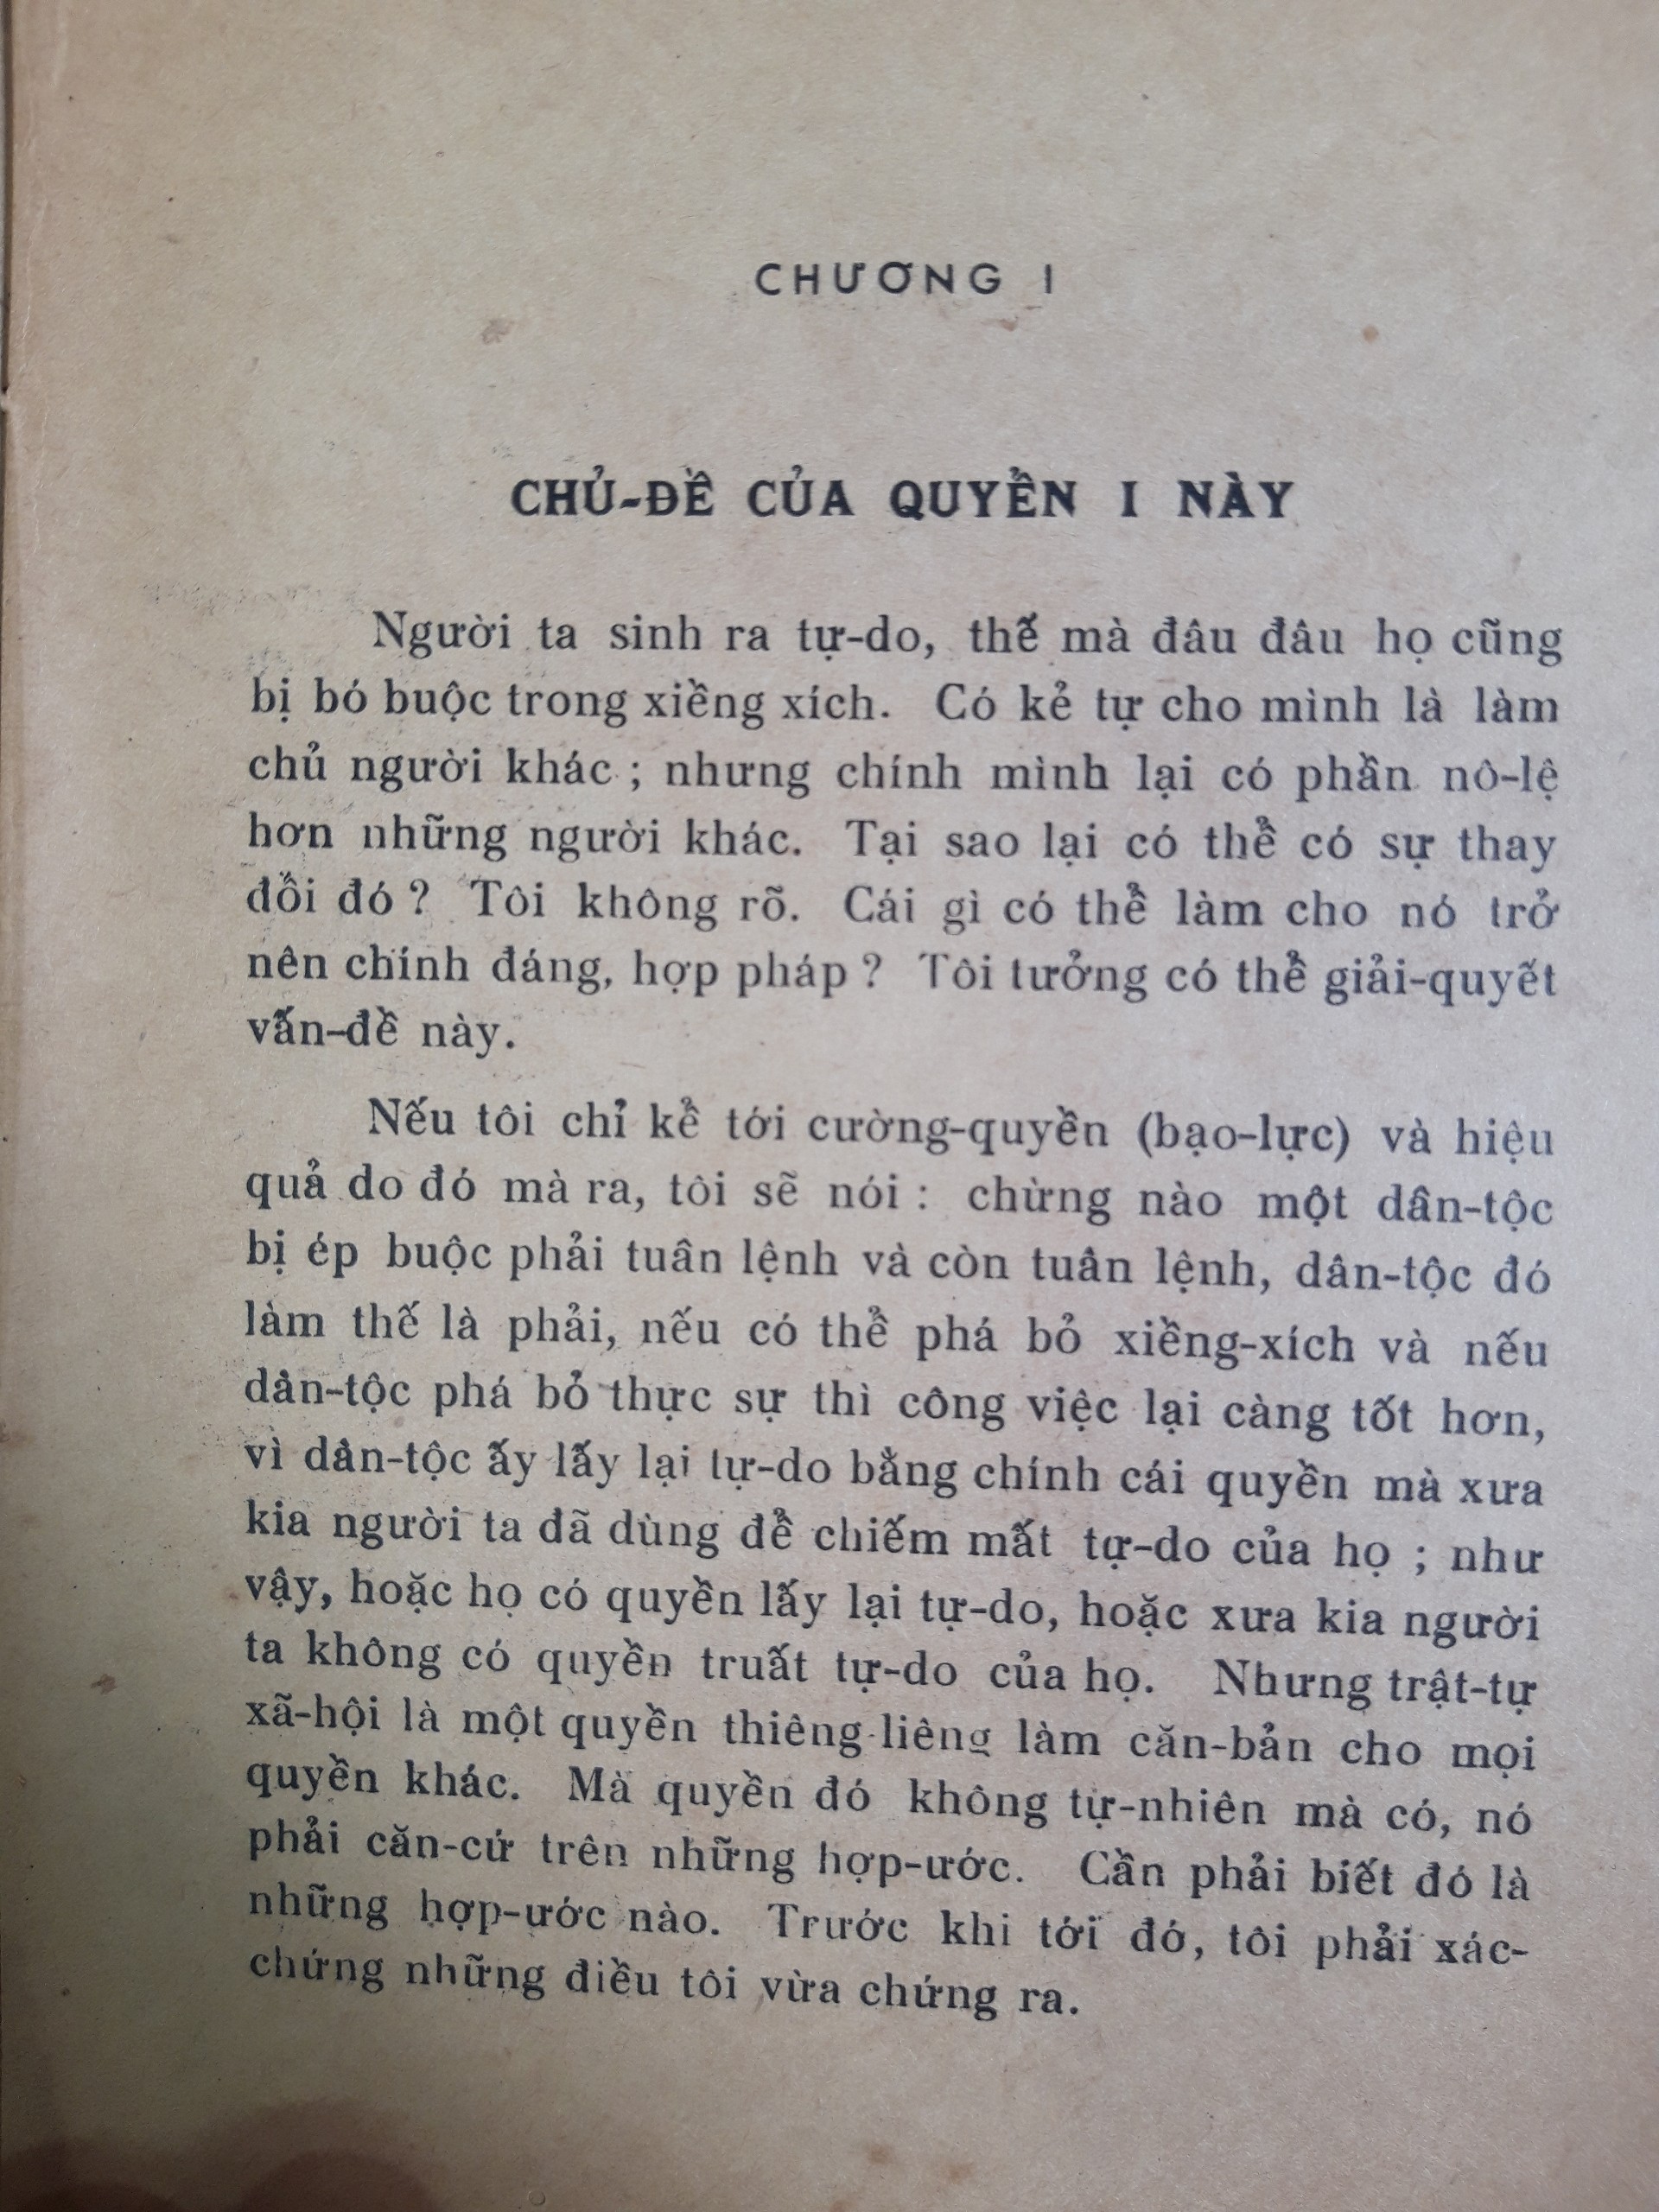 CHƯƠNG I
CHỦ-ĐỀ CỦA QUYỂN I NÀY
Người ta sinh ra tự-do, thế mà đâu đâu họ cũng
bị bó buộc trong xiềng xích. Có kẻ tự cho mình là làm
chủ người khác ; nhưng chính mình lại có phần nô-lệ
hơn những người khác. Tại sao lại có thể có sự thay
đổi đó ? Tôi không rõ. Cái gì có thể làm cho nó trở
nên chính đáng, hợp pháp ? Tôi tưởng có thể giải-quyết
vấn-đề này.
Nếu tôi chỉ kể tới cường-quyền (bạo-lực) và hiệu
quả do đó mà ra, tôi sẽ nói : chừng nào một dân-tộc
bị ép buộc phải tuân lệnh và còn tuân lệnh, dân-tộc đó
làm thế là phải, nếu có thể phá bỏ xiềng-xích và nếu
dân-tộc phá bỏ thực sự thì công việc lại càng tốt hơn,
vì dân-tộc ấy lấy lại tự-do bằng chính cái quyền mà xưa
kia người ta đã dùng để chiếm mất tự-do của họ ; như
vậy, hoặc họ có quyền lấy lại tự-do, hoặc xưa kia người
ta không có quyền truất tự-do của họ. Nhưng trật-tự
xã-hội là một quyền thiêng-liêng làm căn-bản cho mọi
quyền khác. Mà quyền đó không tự-nhiên mà có, nó
phải căn-cứ trên những hợp-ước. Cần phải biết đó là
những hợp-ước nào. Trước khi tới đó, tôi phải xác-
chứng những điều tôi vừa chứng ra.